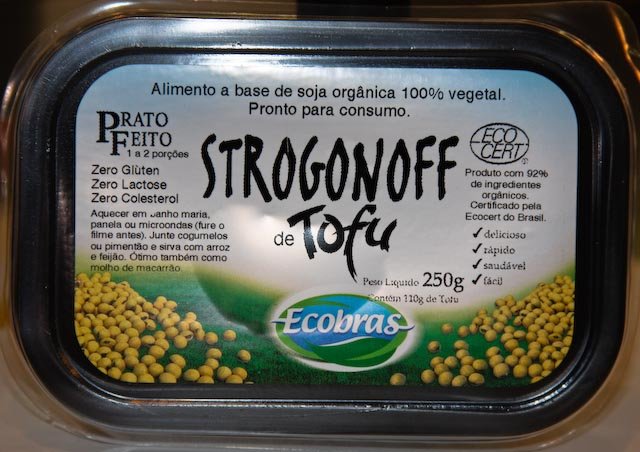 Alimento a base de soja orgânica 100% vegetal.
Pronto para consumo.
PRATO
FEITO
1 a 2 porções
Zero Glúten
Zero Lactose
Zero Colesterol
Aquecer em banho maria,
panela ou microondas (fure o
filme antes). Junte cogumelos
ou pimentão e sirva com arroz
e feijão. Ótimo também como
molho de macarrão.
STROGONOFF
de Tofu
ECO
CERT
Produto com 92%
de ingredientes
orgânicos.
Certificado pela
Ecocert do Brasil.
✓ delicioso
✓ rápido
✓ saudável
✓ fácil
Peso Líquido 250g
Contém 110g de Tofu
Ecobras